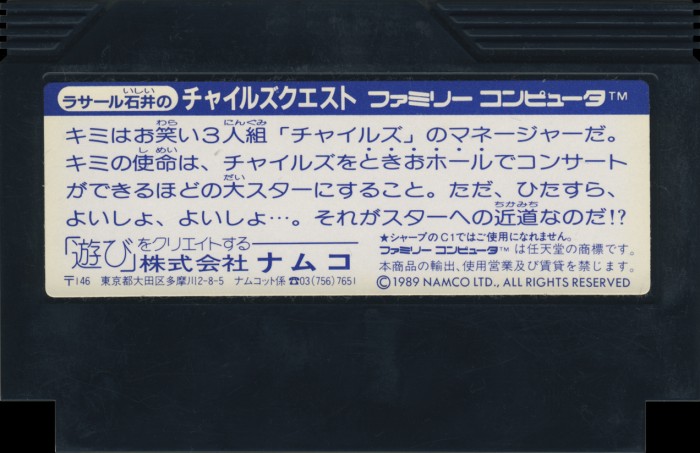 ラサール石井の チャイルズクエスト ファミリー コンピュータ™
キミはお笑い3人組「チャイルズ」のマネージャーだ。
キミの使命は、チャイルズをときおホールでコンサート
ができるほどの大スターにすること。ただ、ひたすら、
よいしょ、よいしょ…。それがスターへの近道なのだ!?
「遊び」をクリエイトする
株式会社 ナムコ
〒146 東京都大田区多摩川2-8-5 ナムコット係 ☎03(756)7651
★シャープのC1ではご使用になれません。
ファミリー コンピュータ™ は任天堂の商標です。
本商品の輸出、使用営業及び賃貸を禁じます。
©1989 NAMCO LTD., ALL RIGHTS RESERVED